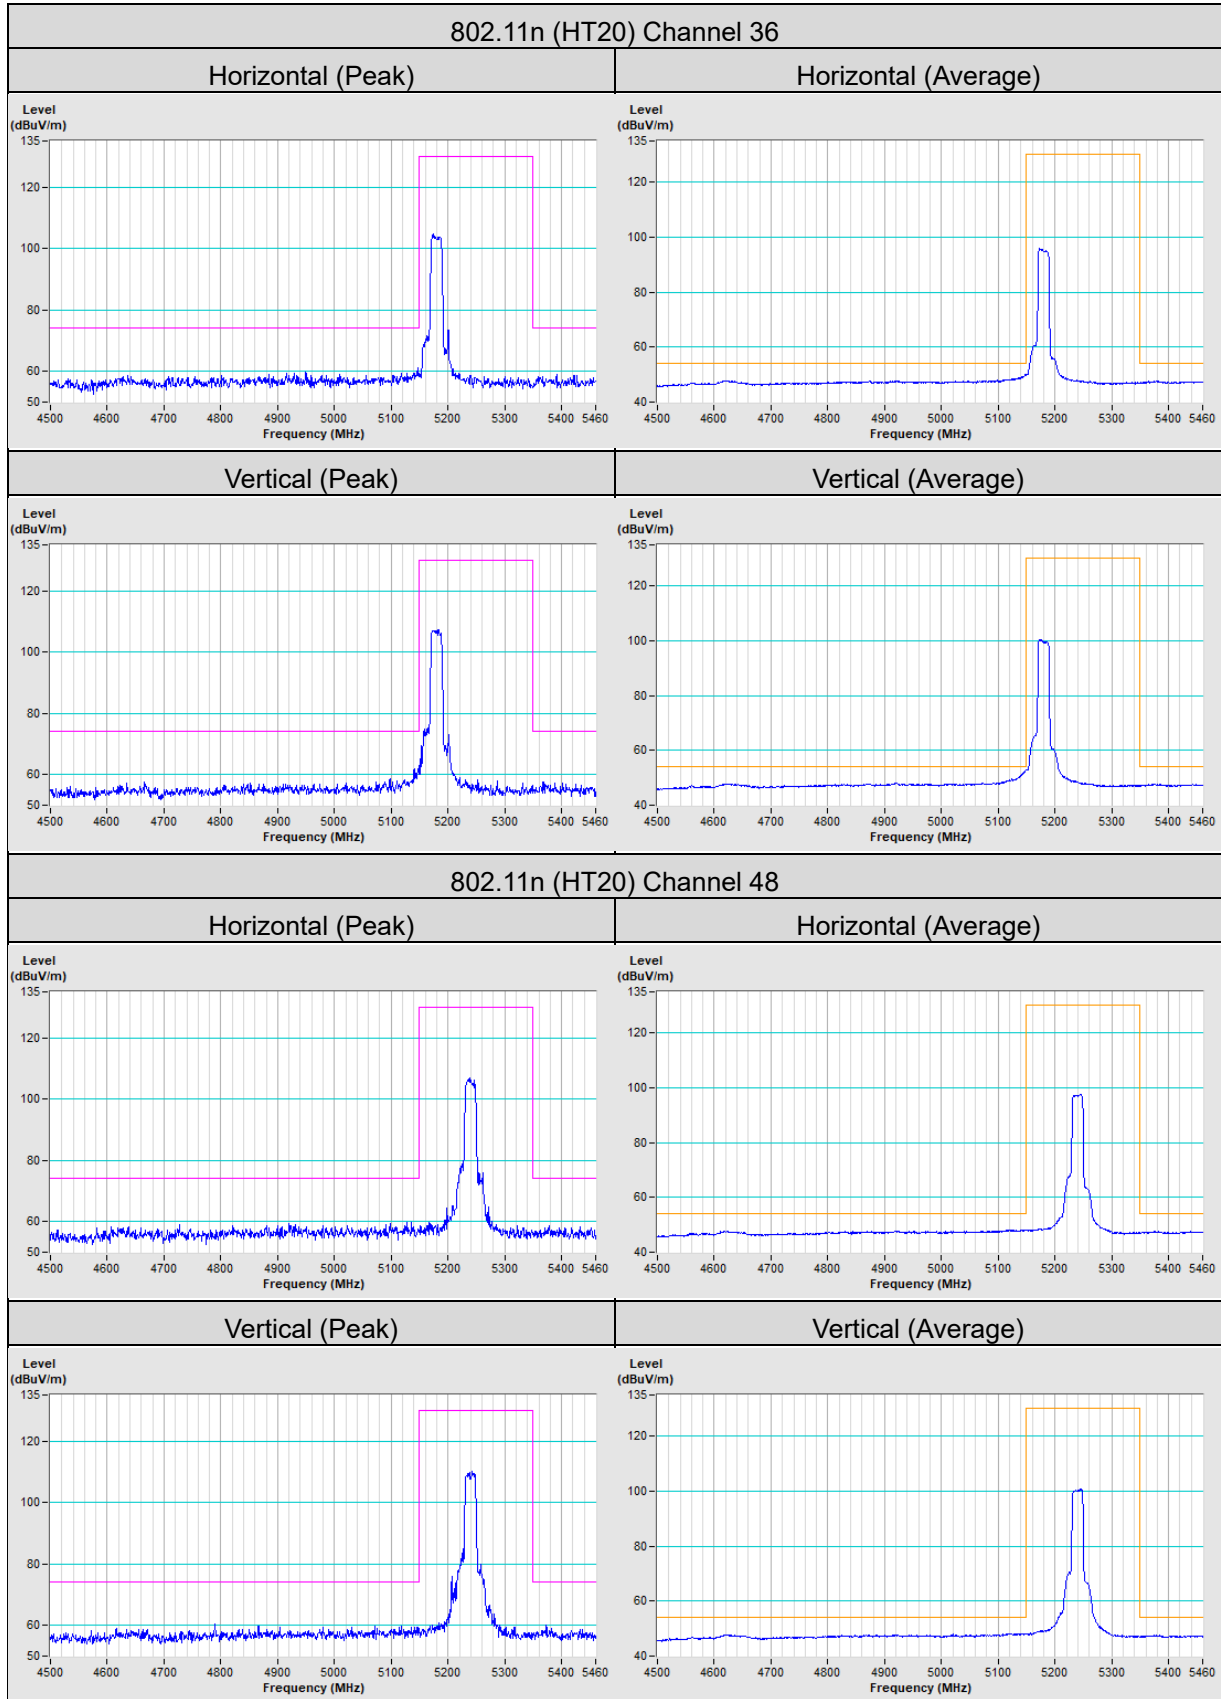 802.11n (HT20) Channel 36
Horizontal (Peak)
Horizontal (Average)
Level
(dBuV/m)
135
120
100
80
60
50
4500 4600 4700 4800 4900 5000 5100 5200 5300 5400 5460
Frequency (MHz)
Level
(dBuV/m)
135
120
100
80
60
40
4500 4600 4700 4800 4900 5000 5100 5200 5300 5400 5460
Frequency (MHz)
Vertical (Peak)
Vertical (Average)
Level
(dBuV/m)
135
120
100
80
60
50
4500 4600 4700 4800 4900 5000 5100 5200 5300 5400 5460
Frequency (MHz)
Level
(dBuV/m)
135
120
100
80
60
40
4500 4600 4700 4800 4900 5000 5100 5200 5300 5400 5460
Frequency (MHz)
802.11n (HT20) Channel 48
Horizontal (Peak)
Horizontal (Average)
Level
(dBuV/m)
135
120
100
80
60
50
4500 4600 4700 4800 4900 5000 5100 5200 5300 5400 5460
Frequency (MHz)
Level
(dBuV/m)
135
120
100
80
60
40
4500 4600 4700 4800 4900 5000 5100 5200 5300 5400 5460
Frequency (MHz)
Vertical (Peak)
Vertical (Average)
Level
(dBuV/m)
135
120
100
80
60
50
4500 4600 4700 4800 4900 5000 5100 5200 5300 5400 5460
Frequency (MHz)
Level
(dBuV/m)
135
120
100
80
60
40
4500 4600 4700 4800 4900 5000 5100 5200 5300 5400 5460
Frequency (MHz)